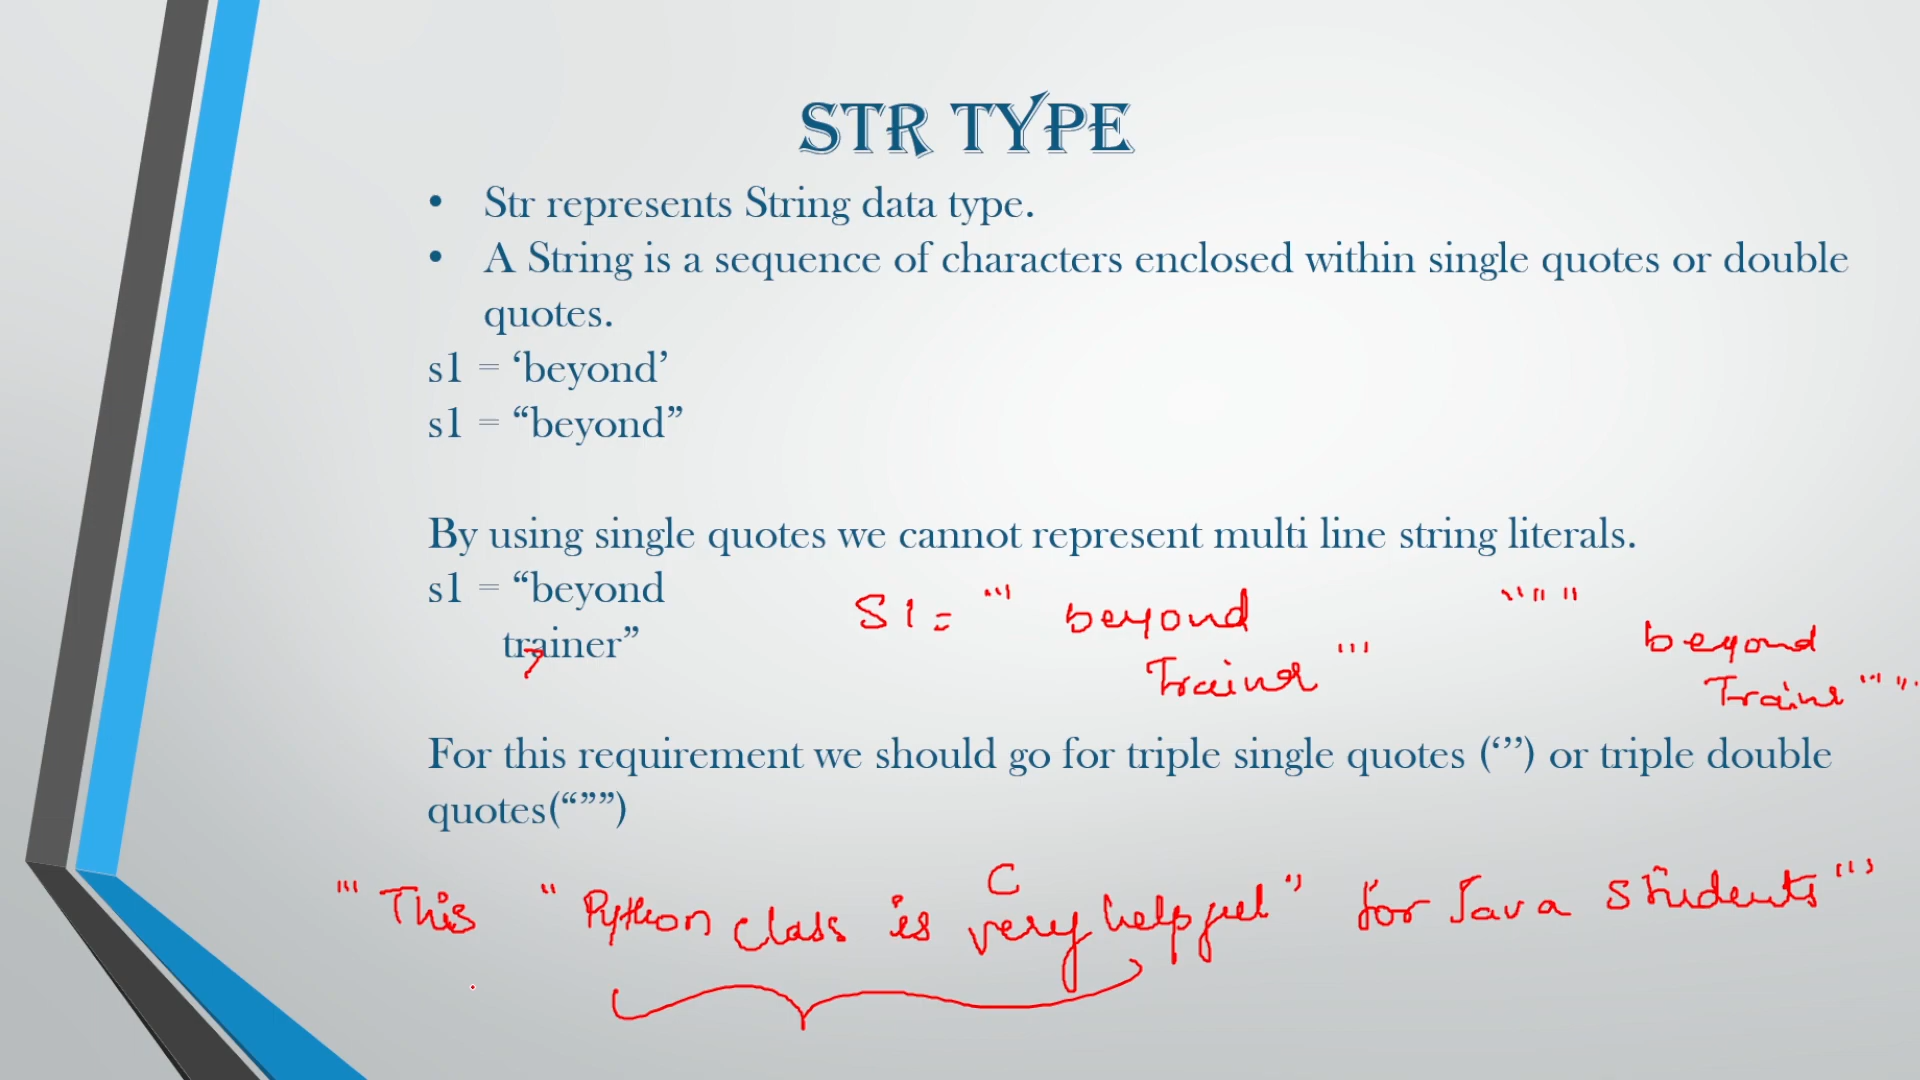 STR TYPE
• Str represents String data type.
• A String is a sequence of characters enclosed within single quotes or double
quotes.
s1 = ‘beyond’
s1 = “beyond”
By using single quotes we cannot represent multi line string literals.
s1 = “beyond
trainer”
S1= ''' beyond
Trainer '''
""" beyond
Traine """
For this requirement we should go for triple single quotes (‘’’) or triple double
quotes(“””)
C
''' This " Python class is very helpful " for Java students '''